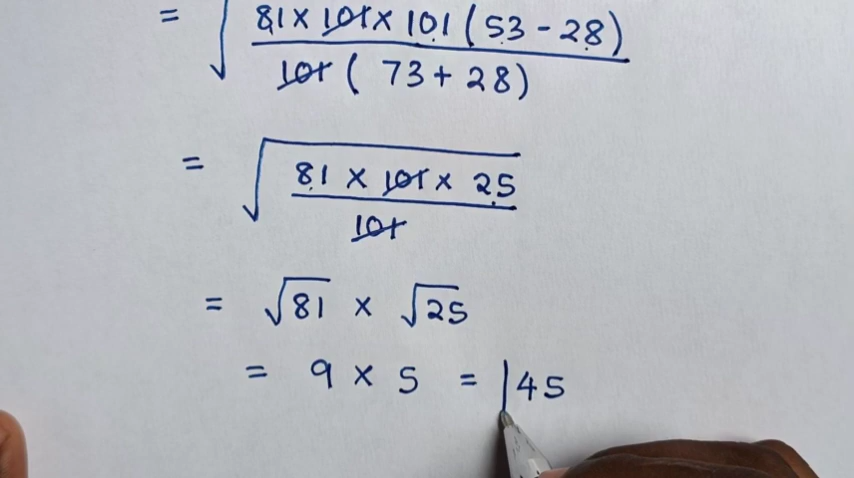 = √ 81 × 101 × 101 (53 - 28)
101 ( 73 + 28)
= √ 81 × 101 × 25
101
= √81 × √25
= 9 × 5 = |45